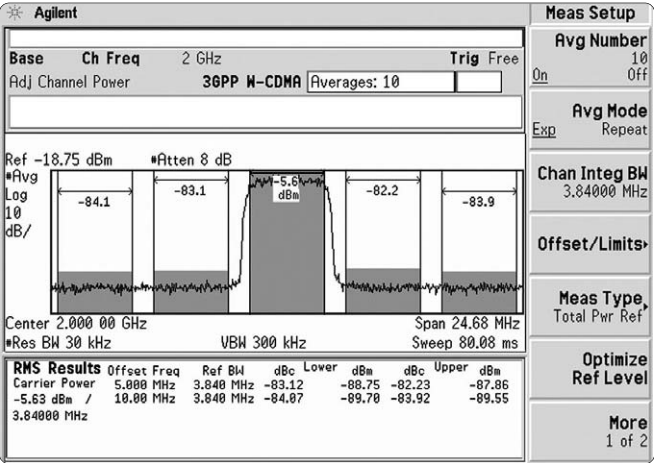 Agilent
Meas Setup
Base Ch Freq 2 GHz Trig Free
Adj Channel Power 3GPP W-CDMA Averages: 10
Ref -18.75 dBm #Atten 8 dB
#Avg
Log
10
dB/
-84.1
-83.1
-5.6
dBm
-82.2
-83.9
Center 2.000 00 GHz Span 24.68 MHz
#Res BW 30 kHz VBW 300 kHz Sweep 80.08 ms
RMS Results Offset Freq Ref BW dBc Lower dBm dBc Upper dBm
Carrier Power 5.000 MHz 3.840 MHz -83.12 -88.75 -82.23 -87.86
-5.63 dBm / 10.00 MHz 3.840 MHz -84.07 -89.70 -83.92 -89.55
3.84000 MHz
Avg Number
10
On Off
Avg Mode
Exp Repeat
Chan Integ BW
3.84000 MHz
Offset/Limits
Meas Type
Total Pwr Ref
Optimize
Ref Level
More
1 of 2